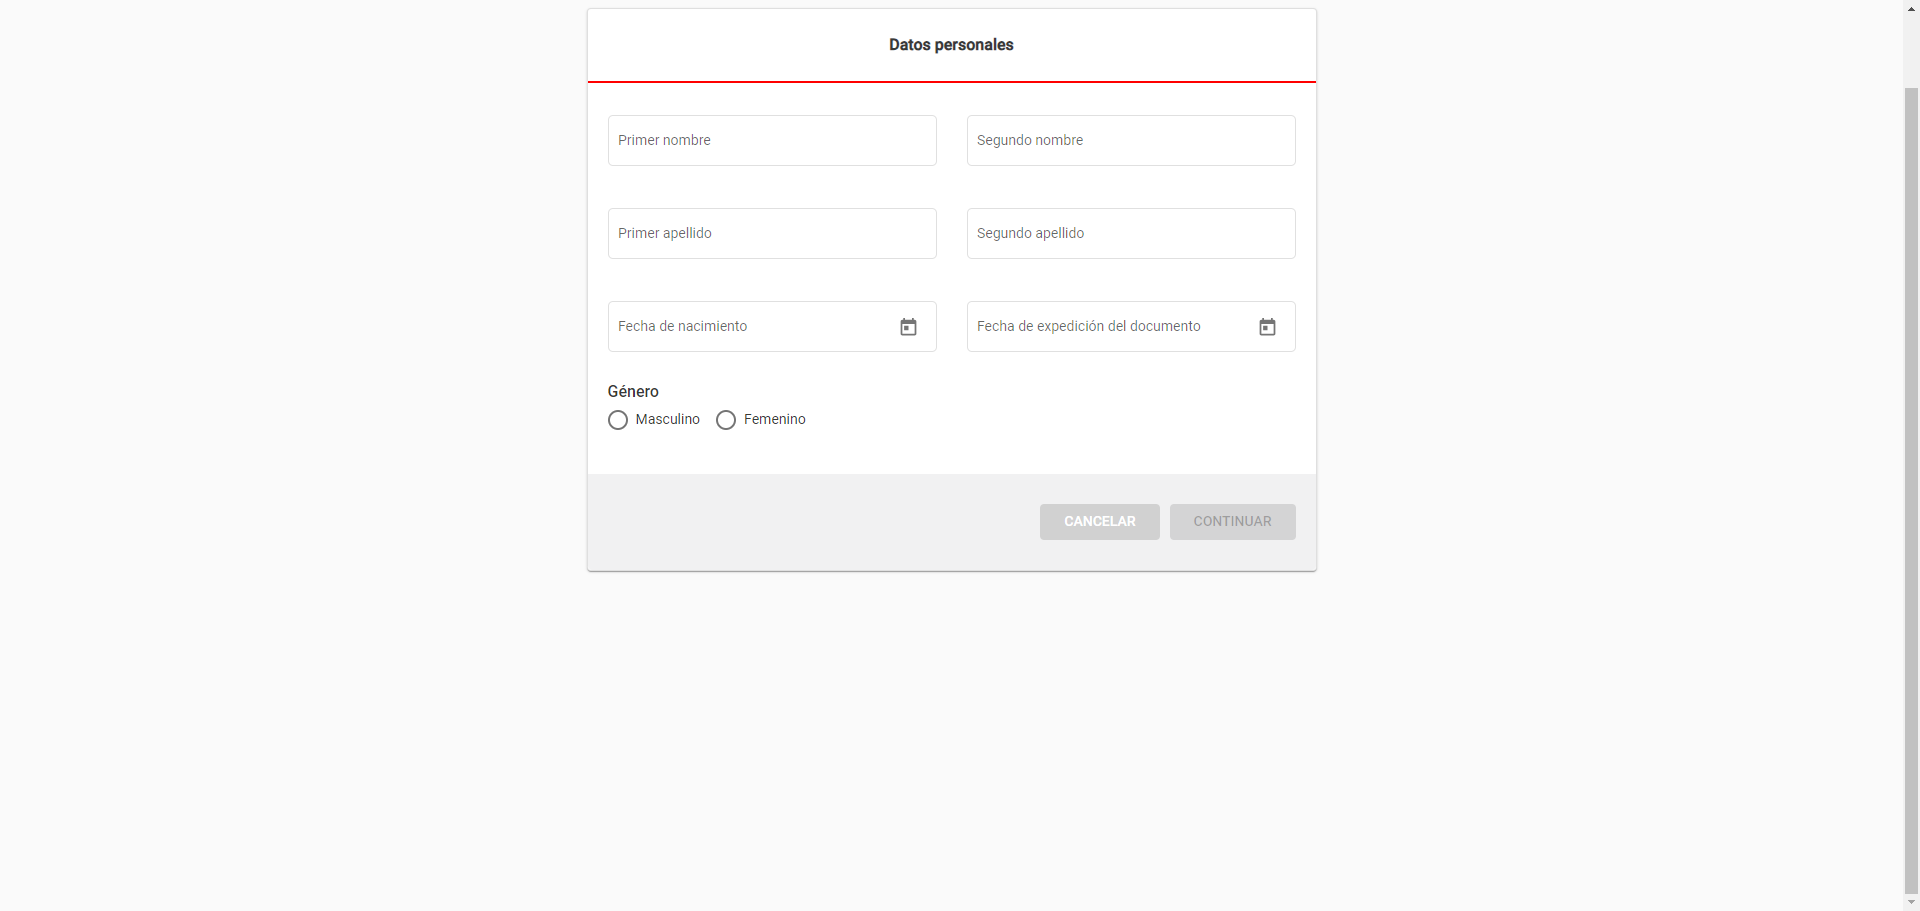 Datos personales
Primer nombre
Segundo nombre
Primer apellido
Segundo apellido
Fecha de nacimiento
Fecha de expedición del documento
Género
Masculino Femenino
CANCELAR CONTINUAR